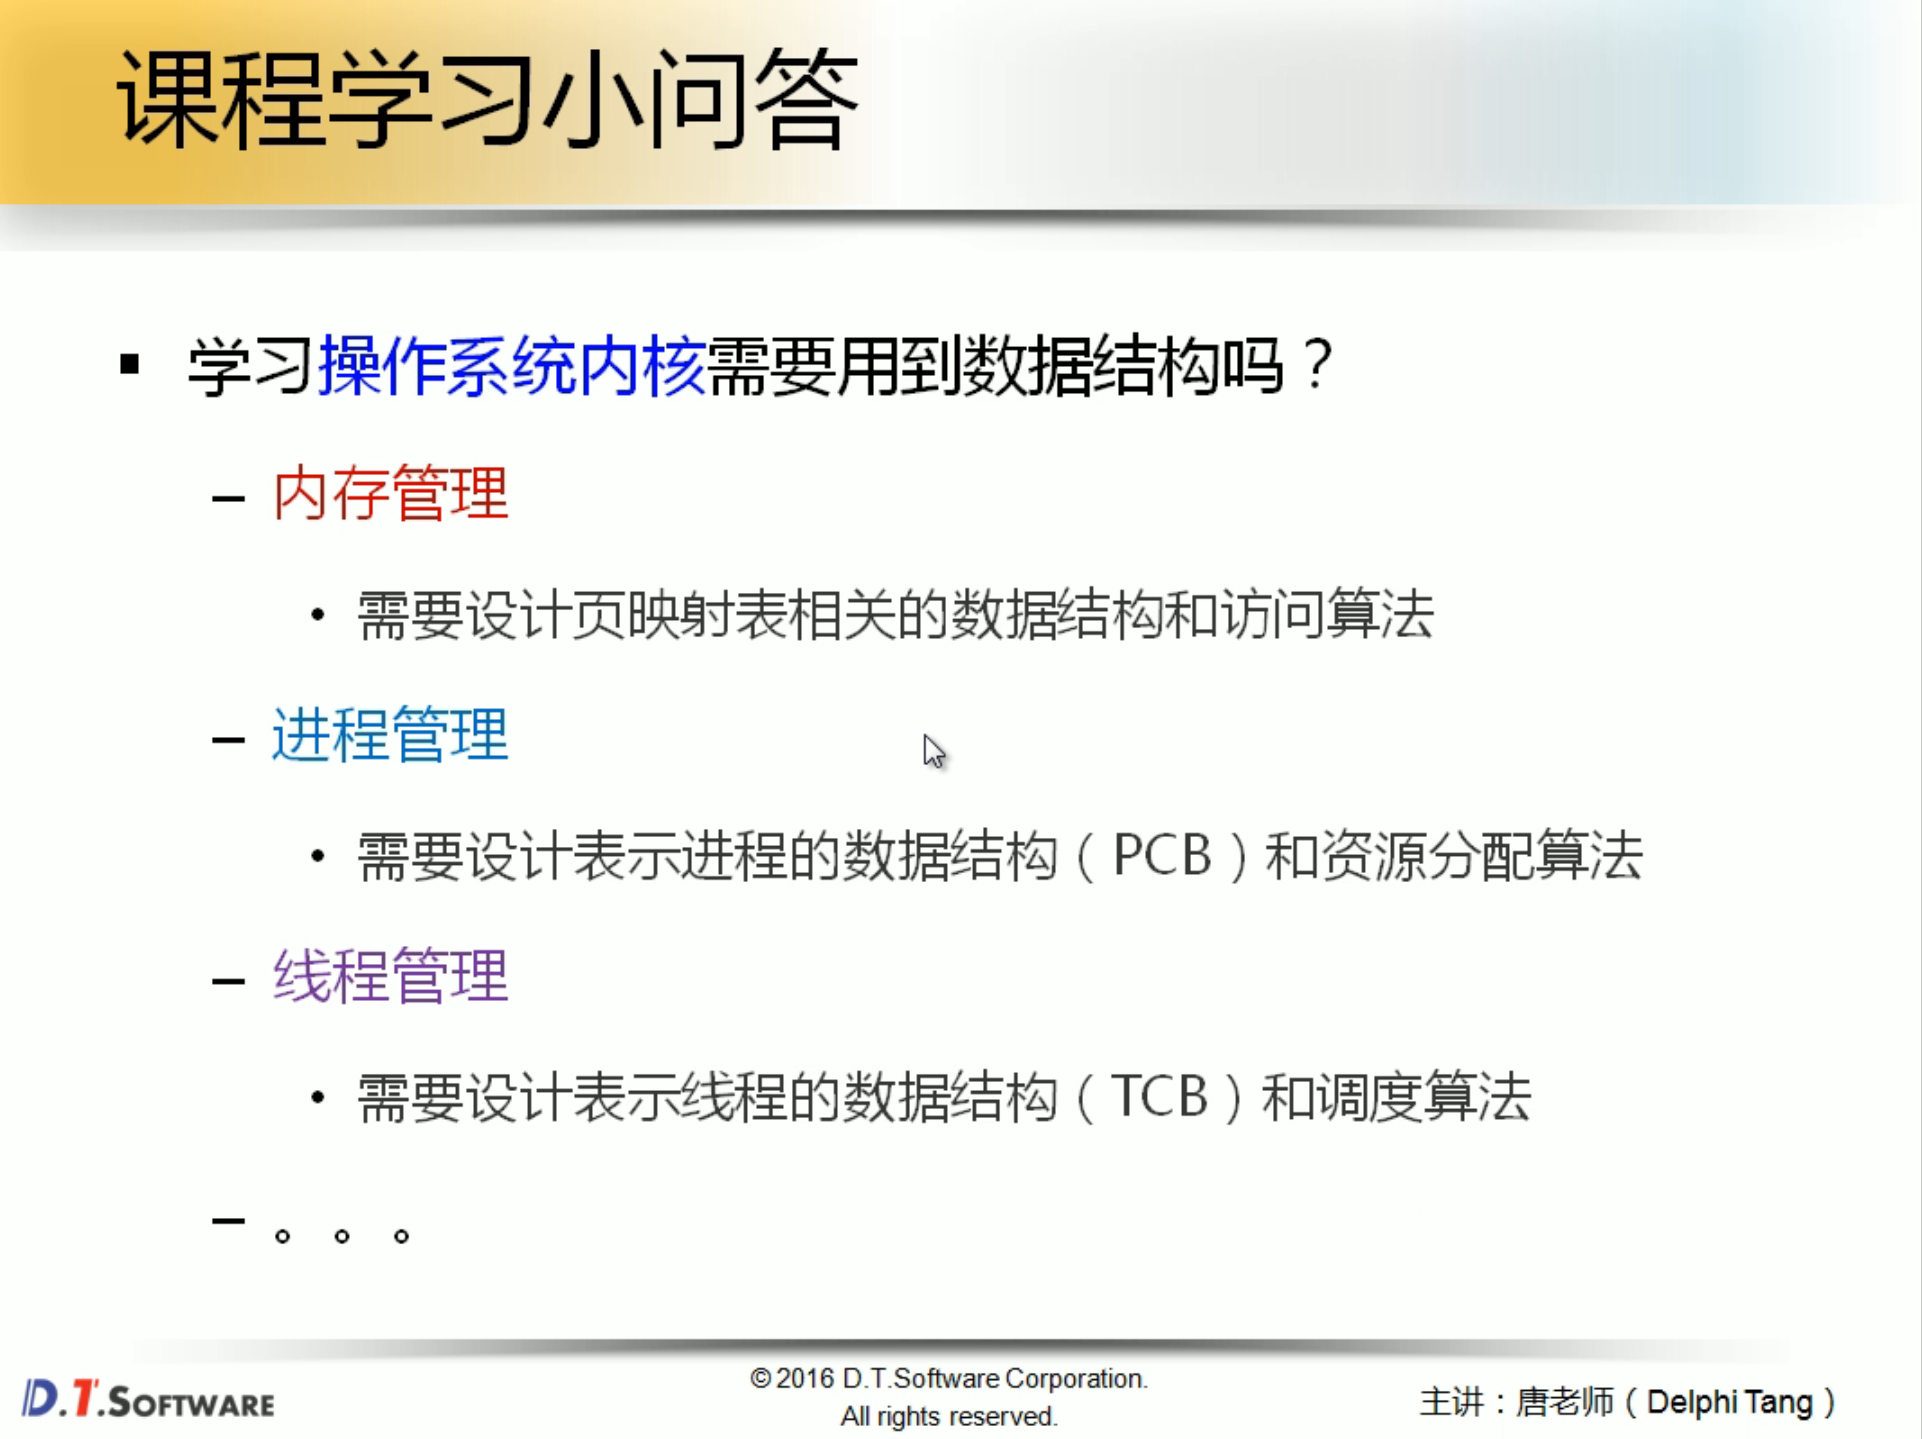 课程学习小问答
▪ 学习操作系统内核需要用到数据结构吗？
– 内存管理
• 需要设计页映射表相关的数据结构和访问算法
– 进程管理
• 需要设计表示进程的数据结构（PCB）和资源分配算法
– 线程管理
• 需要设计表示线程的数据结构（TCB）和调度算法
– 。。。
D.T.SOFTWARE
© 2016 D.T.Software Corporation.
All rights reserved.
主讲：唐老师（Delphi Tang）